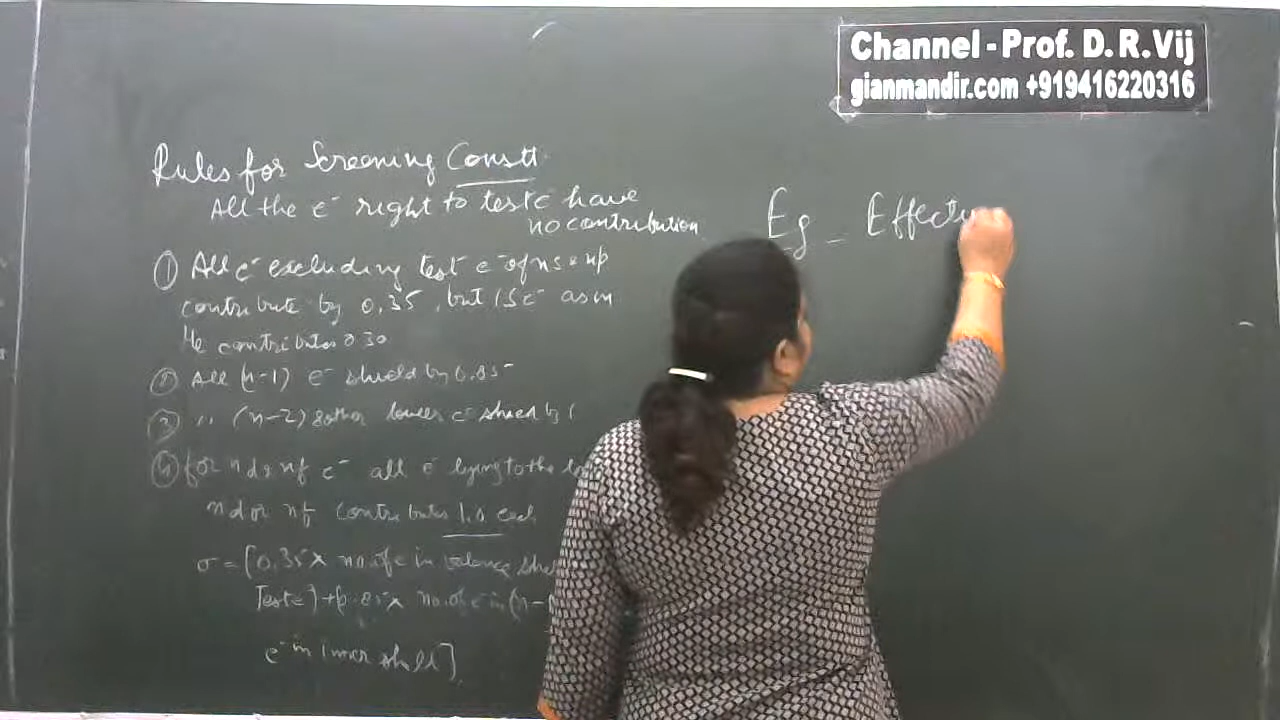 Channel - Prof. D. R. Vij
gianmandir.com +919416220316
Rules for Screening Constt.
All the e⁻ right to test e⁻ have
no contribution
① All e⁻ excluding test e⁻ of ns & np
contribute by 0.35, but 1S e⁻ as in
He contributes 0.30
② All (n-1) e⁻ shield by 0.85
③ ,, (n-2) & other lower e⁻ shield by 1
④ for nd & nf e⁻ all e⁻ lying to the
nd or nf contributes 1.0 each
σ = [0.35 × no. of e⁻ in valence
Test e⁻] + [0.85 × no. of e⁻ in (n-
e⁻ in inner shell].
Eg - Effectiv